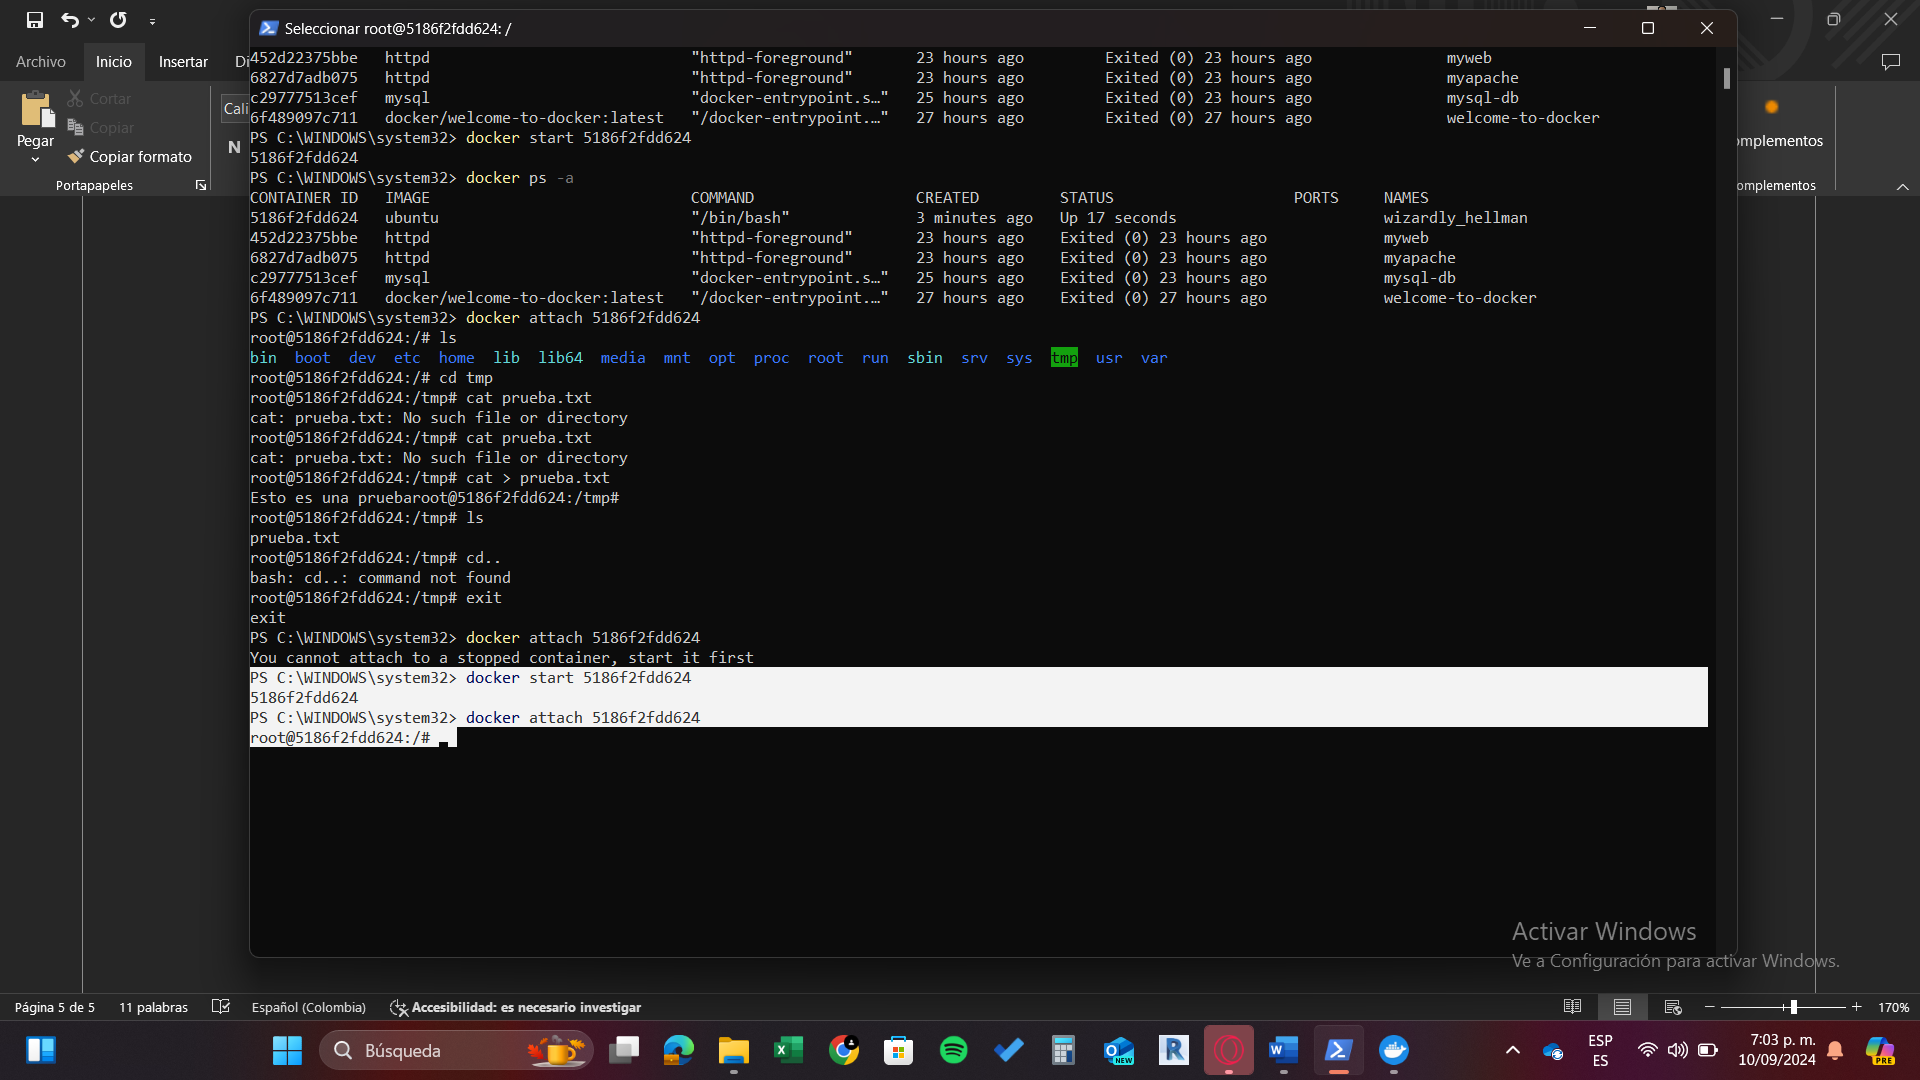 Seleccionar root@5186f2fdd624: /
Archivo Inicio Insertar Di
Cortar
Copiar
Copiar formato
Pegar
Portapapeles
Cali
N
omplementos
omplementos
452d22375bbe httpd "httpd-foreground" 23 hours ago Exited (0) 23 hours ago myweb
6827d7adb075 httpd "httpd-foreground" 23 hours ago Exited (0) 23 hours ago myapache
c29777513cef mysql "docker-entrypoint.s…" 25 hours ago Exited (0) 23 hours ago mysql-db
6f489097c711 docker/welcome-to-docker:latest "/docker-entrypoint.…" 27 hours ago Exited (0) 27 hours ago welcome-to-docker
PS C:\WINDOWS\system32> docker start 5186f2fdd624
5186f2fdd624
PS C:\WINDOWS\system32> docker ps -a
CONTAINER ID IMAGE COMMAND CREATED STATUS PORTS NAMES
5186f2fdd624 ubuntu "/bin/bash" 3 minutes ago Up 17 seconds wizardly_hellman
452d22375bbe httpd "httpd-foreground" 23 hours ago Exited (0) 23 hours ago myweb
6827d7adb075 httpd "httpd-foreground" 23 hours ago Exited (0) 23 hours ago myapache
c29777513cef mysql "docker-entrypoint.s…" 25 hours ago Exited (0) 23 hours ago mysql-db
6f489097c711 docker/welcome-to-docker:latest "/docker-entrypoint.…" 27 hours ago Exited (0) 27 hours ago welcome-to-docker
PS C:\WINDOWS\system32> docker attach 5186f2fdd624
root@5186f2fdd624:/# ls
bin boot dev etc home lib lib64 media mnt opt proc root run sbin srv sys tmp usr var
root@5186f2fdd624:/# cd tmp
root@5186f2fdd624:/tmp# cat prueba.txt
cat: prueba.txt: No such file or directory
root@5186f2fdd624:/tmp# cat prueba.txt
cat: prueba.txt: No such file or directory
root@5186f2fdd624:/tmp# cat > prueba.txt
Esto es una pruebaroot@5186f2fdd624:/tmp#
root@5186f2fdd624:/tmp# ls
prueba.txt
root@5186f2fdd624:/tmp# cd..
bash: cd..: command not found
root@5186f2fdd624:/tmp# exit
exit
PS C:\WINDOWS\system32> docker attach 5186f2fdd624
You cannot attach to a stopped container, start it first
PS C:\WINDOWS\system32> docker start 5186f2fdd624
5186f2fdd624
PS C:\WINDOWS\system32> docker attach 5186f2fdd624
root@5186f2fdd624:/#
Activar Windows
Ve a Configuración para activar Windows.
Página 5 de 5 11 palabras Español (Colombia) Accesibilidad: es necesario investigar 170%
Búsqueda
NEW
ESP
ES
7:03 p. m.
10/09/2024
PRE